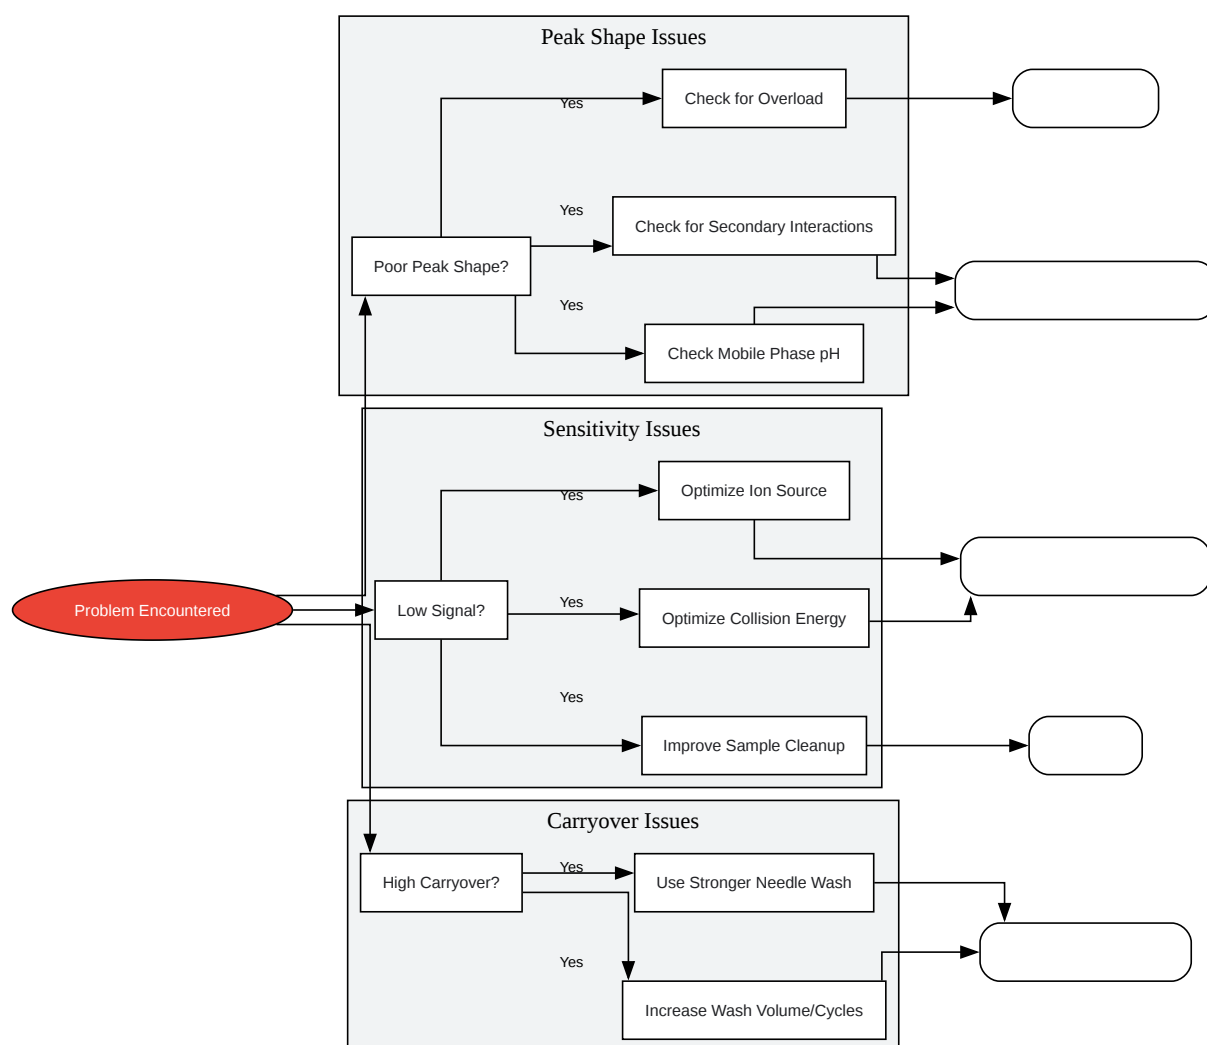 Peak Shape Issues
Yes
Check for Overload
Yes
Check for Secondary Interactions
Poor Peak Shape?
Yes
Check Mobile Phase pH
Sensitivity Issues
Yes
Optimize Ion Source
Problem Encountered
Low Signal?
Yes
Optimize Collision Energy
Yes
Improve Sample Cleanup
Carryover Issues
High Carryover?
Yes
Use Stronger Needle Wash
Yes
Increase Wash Volume/Cycles